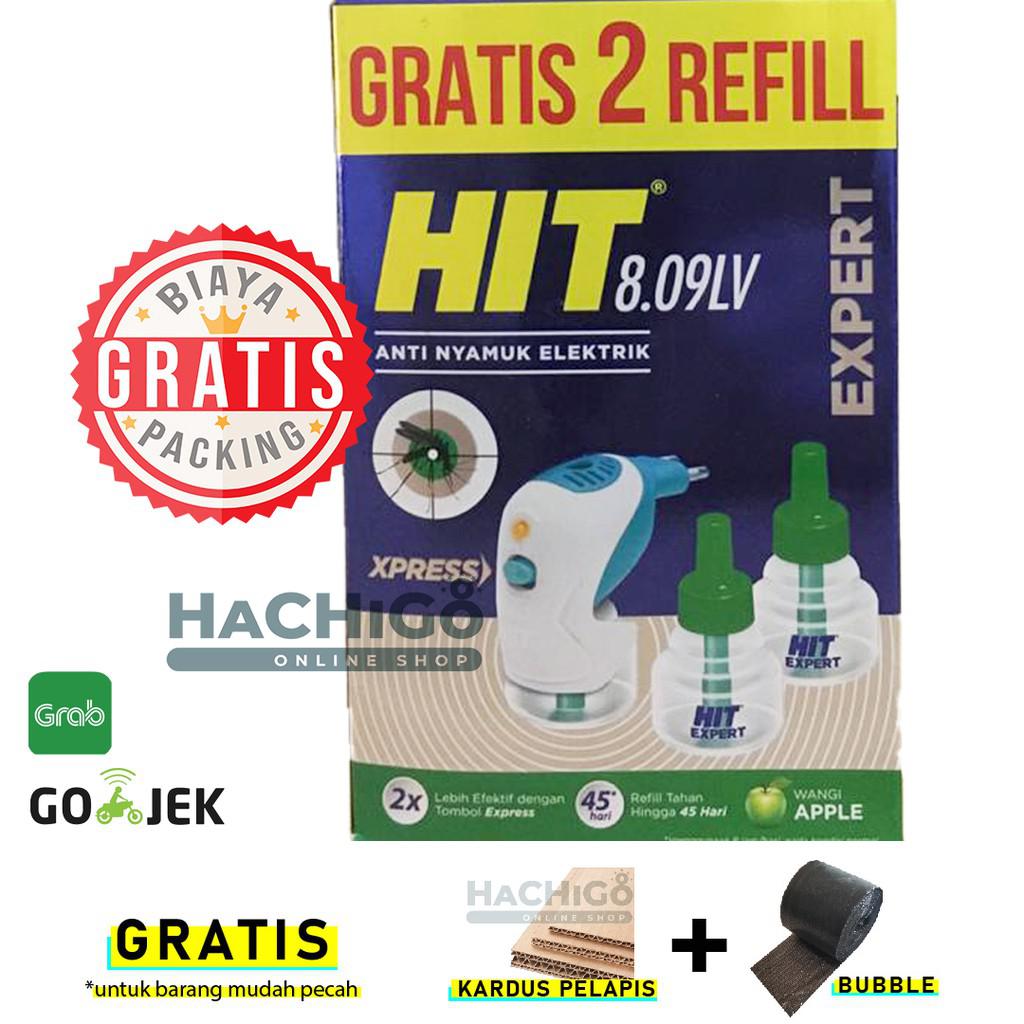 GRATIS 2 REFILL
HIT®
8.09LV
EXPERT
ANTI NYAMUK ELEKTRIK
BIAYA
GRATIS
PACKING
XPRESS
HACHiGO
ONLINE SHOP
HIT
EXPERT
HIT
EXPERT
Grab
GO JEK
2x
Lebih Efektif dengan
Tombol Express
45*
hari
Refill Tahan
Hingga 45 Hari
WANGI
APPLE
GRATIS
*untuk barang mudah pecah
HACHiGO
ONLINE SHOP
KARDUS PELAPIS
+
BUBBLE